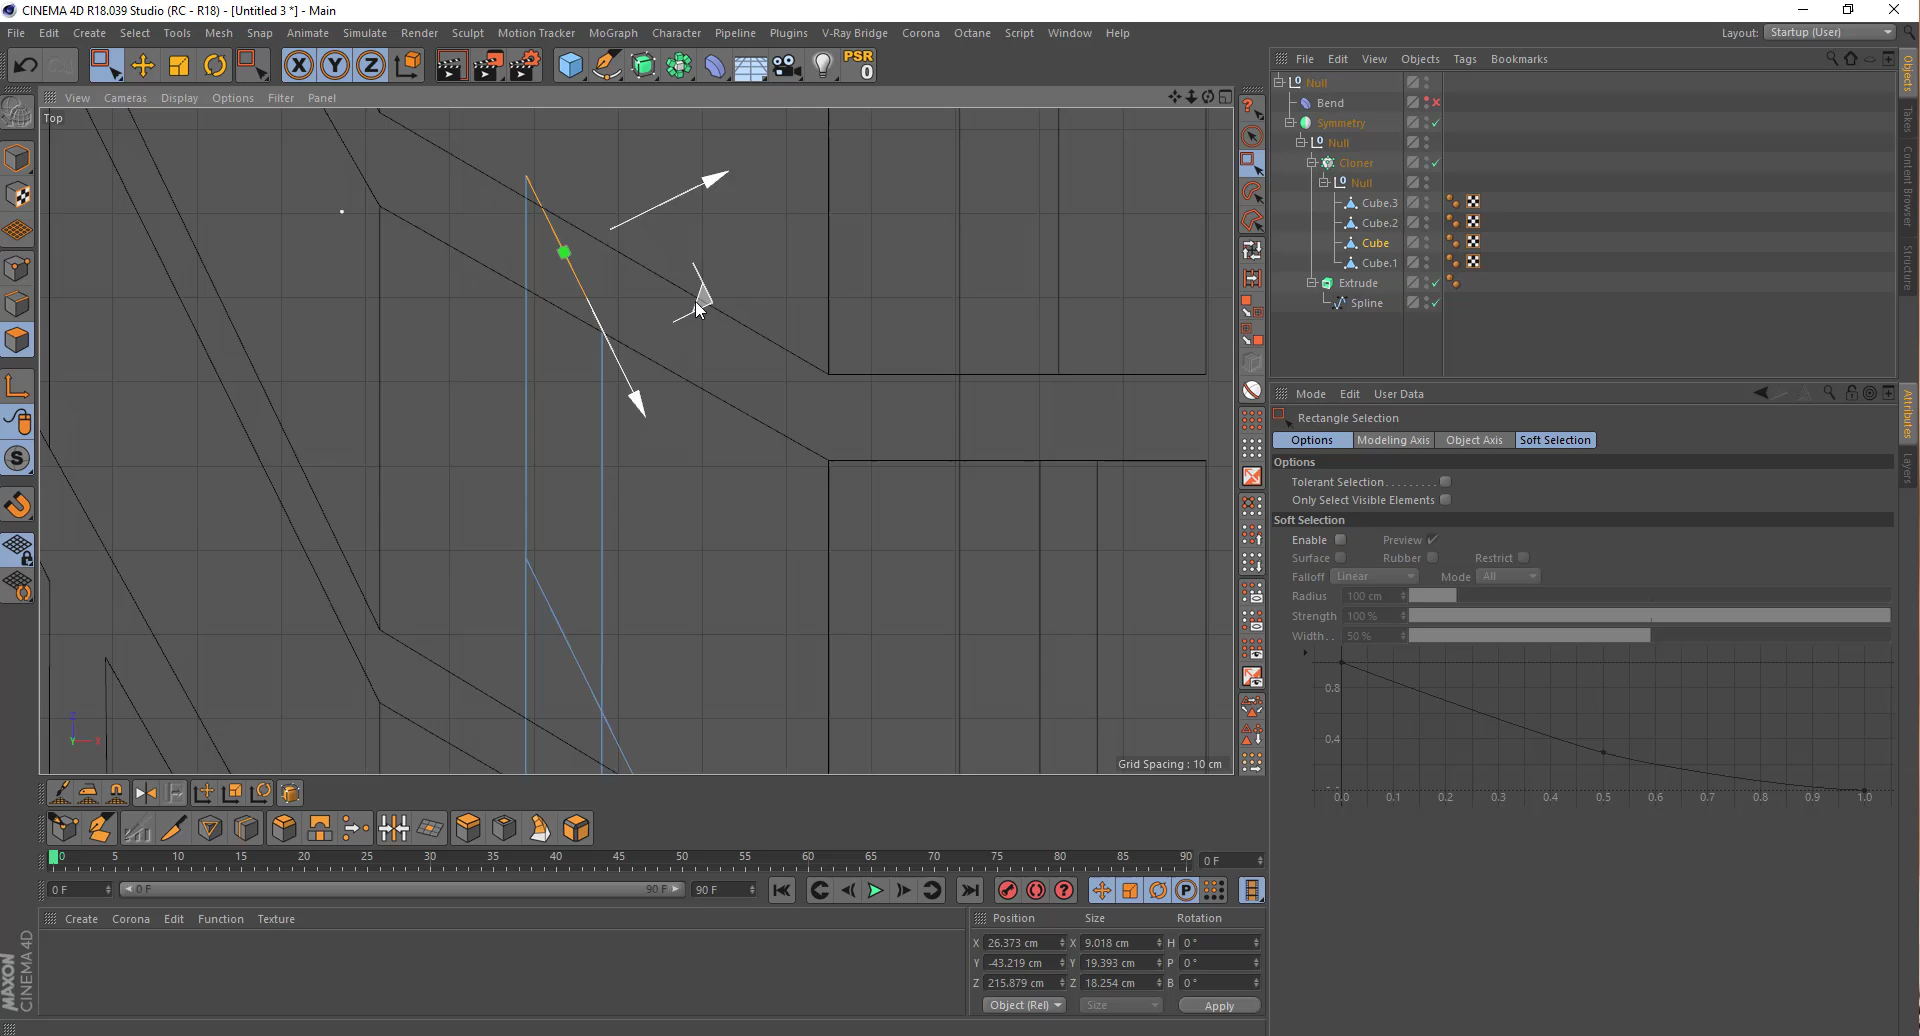 CINEMA 4D R18.039 Studio (RC - R18) - [Untitled 3 *] - Main
File Edit Create Select Tools Mesh Snap Animate Simulate Render Sculpt Motion Tracker MoGraph Character Pipeline Plugins V-Ray Bridge Corona Octane Script Window Help
Layout: Startup (User)
X Y Z PSR 0
File Edit View Objects Tags Bookmarks
View Cameras Display Options Filter Panel
Top
Null
Bend
Symmetry
Null
Cloner
Null
Cube.3
Cube.2
Cube
Cube.1
Extrude
Spline
Objects
Takes
Content Browser
Structure
Mode Edit User Data
Rectangle Selection
Options Modeling Axis Object Axis Soft Selection
Options
Tolerant Selection . . . . . . . .
Only Select Visible Elements
Soft Selection
Enable Preview
Surface Rubber Restrict
Falloff Linear Mode All
Radius 100 cm
Strength 100 %
Width . . 50 %
0.8
0.4
0.0 0.1 0.2 0.3 0.4 0.5 0.6 0.7 0.8 0.9 1.0
Attributes
Layers
Z
Y X
Grid Spacing : 10 cm
0 5 10 15 20 25 30 35 40 45 50 55 60 65 70 75 80 85 90 0 F
0 F 0 F 90 F 90 F
Create Corona Edit Function Texture
Position Size Rotation
X 26.373 cm X 9.018 cm H 0 °
Y -43.219 cm Y 19.393 cm P 0 °
Z 215.879 cm Z 18.254 cm B 0 °
Object (Rel) Size Apply
MAXON
CINEMA 4D